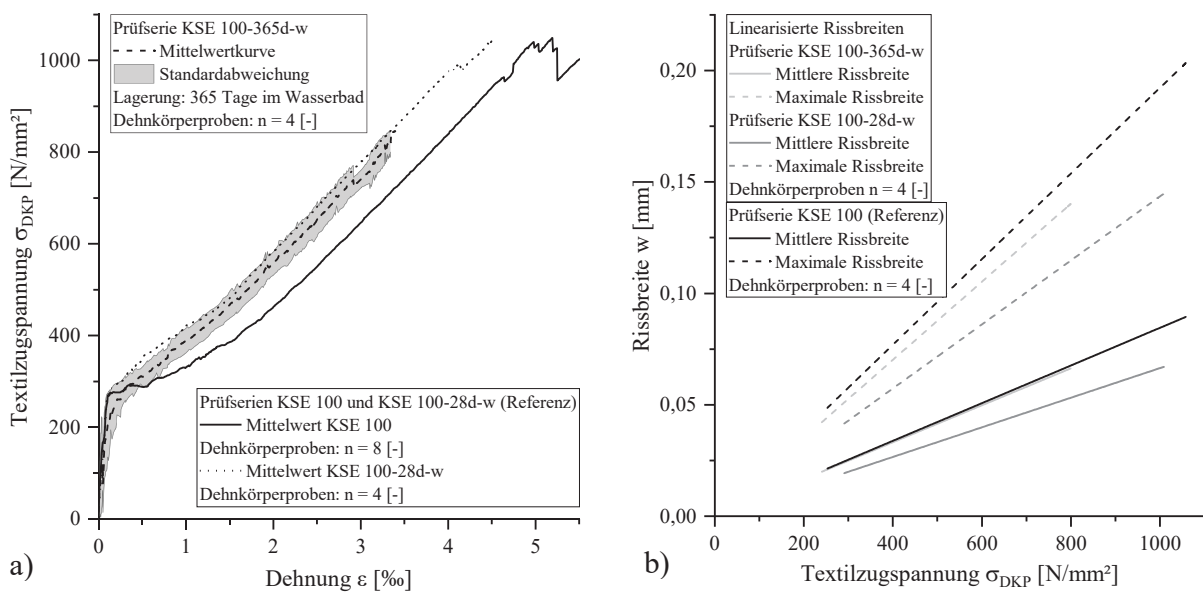 Prüfserie KSE 100-365d-w
Mittelwertkurve
Standardabweichung
Lagerung: 365 Tage im Wasserbad
Dehnkörperproben: n = 4 [-]
Textilzugspannung σDKP [N/mm²]
1000
800
600
400
200
0
Prüfserien KSE 100 und KSE 100-28d-w (Referenz)
Mittelwert KSE 100
Dehnkörperproben: n = 8 [-]
Mittelwert KSE 100-28d-w
Dehnkörperproben: n = 4 [-]
0 1 2 3 4 5
Dehnung ε [‰]
a)
Linearisierte Rissbreiten
Prüfserie KSE 100-365d-w
Mittlere Rissbreite
Maximale Rissbreite
Prüfserie KSE 100-28d-w
Mittlere Rissbreite
Maximale Rissbreite
Dehnkörperproben n = 4 [-]
Prüfserie KSE 100 (Referenz)
Mittlere Rissbreite
Maximale Rissbreite
Dehnkörperproben: n = 4 [-]
Rissbreite w [mm]
0,20
0,15
0,10
0,05
0,00
0 200 400 600 800 1000
Textilzugspannung σDKP [N/mm²]
b)